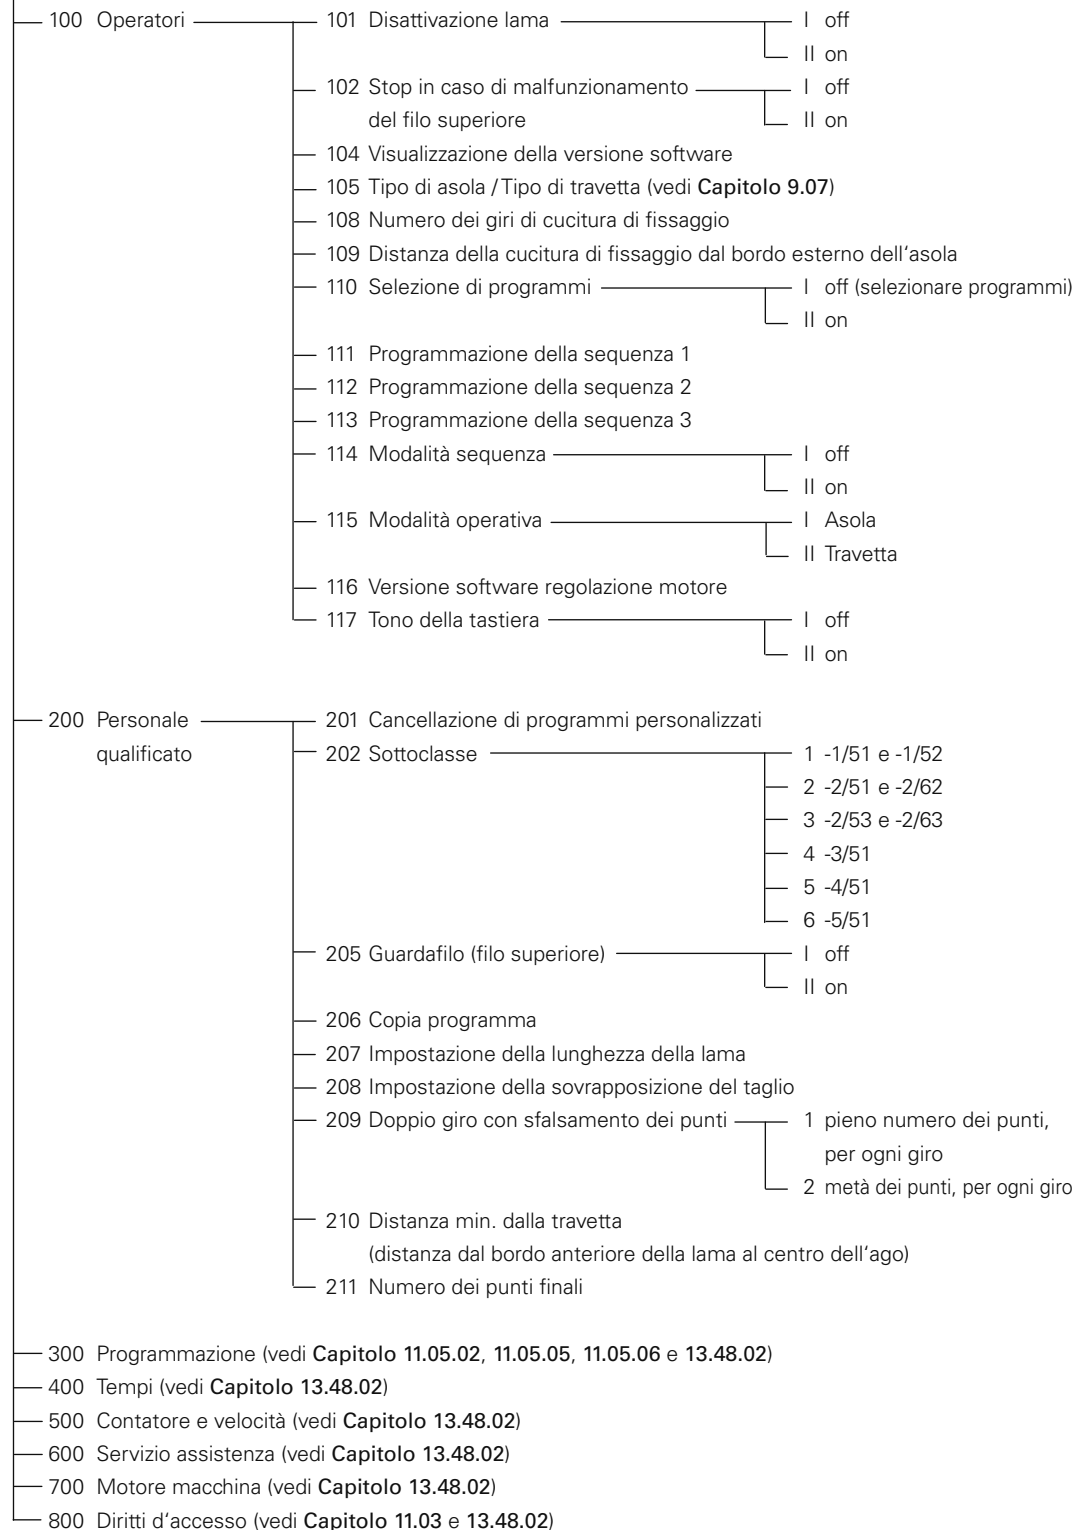 100 Operatori 101 Disattivazione lama I off
II on
102 Stop in caso di malfunzionamento I off
del filo superiore II on
104 Visualizzazione della versione software
105 Tipo di asola / Tipo di travetta (vedi Capitolo 9.07)
108 Numero dei giri di cucitura di fissaggio
109 Distanza della cucitura di fissaggio dal bordo esterno dell‘asola
110 Selezione di programmi I off (selezionare programmi)
II on
111 Programmazione della sequenza 1
112 Programmazione della sequenza 2
113 Programmazione della sequenza 3
114 Modalità sequenza I off
II on
115 Modalità operativa I Asola
II Travetta
116 Versione software regolazione motore
117 Tono della tastiera I off
II on
200 Personale 201 Cancellazione di programmi personalizzati
qualificato 202 Sottoclasse 1 -1/51 e -1/52
2 -2/51 e -2/62
3 -2/53 e -2/63
4 -3/51
5 -4/51
6 -5/51
205 Guardafilo (filo superiore) I off
II on
206 Copia programma
207 Impostazione della lunghezza della lama
208 Impostazione della sovrapposizione del taglio
209 Doppio giro con sfalsamento dei punti 1 pieno numero dei punti,
per ogni giro
2 metà dei punti, per ogni giro
210 Distanza min. dalla travetta
(distanza dal bordo anteriore della lama al centro dell‘ago)
211 Numero dei punti finali
300 Programmazione (vedi Capitolo 11.05.02, 11.05.05, 11.05.06 e 13.48.02)
400 Tempi (vedi Capitolo 13.48.02)
500 Contatore e velocità (vedi Capitolo 13.48.02)
600 Servizio assistenza (vedi Capitolo 13.48.02)
700 Motore macchina (vedi Capitolo 13.48.02)
800 Diritti d‘accesso (vedi Capitolo 11.03 e 13.48.02)